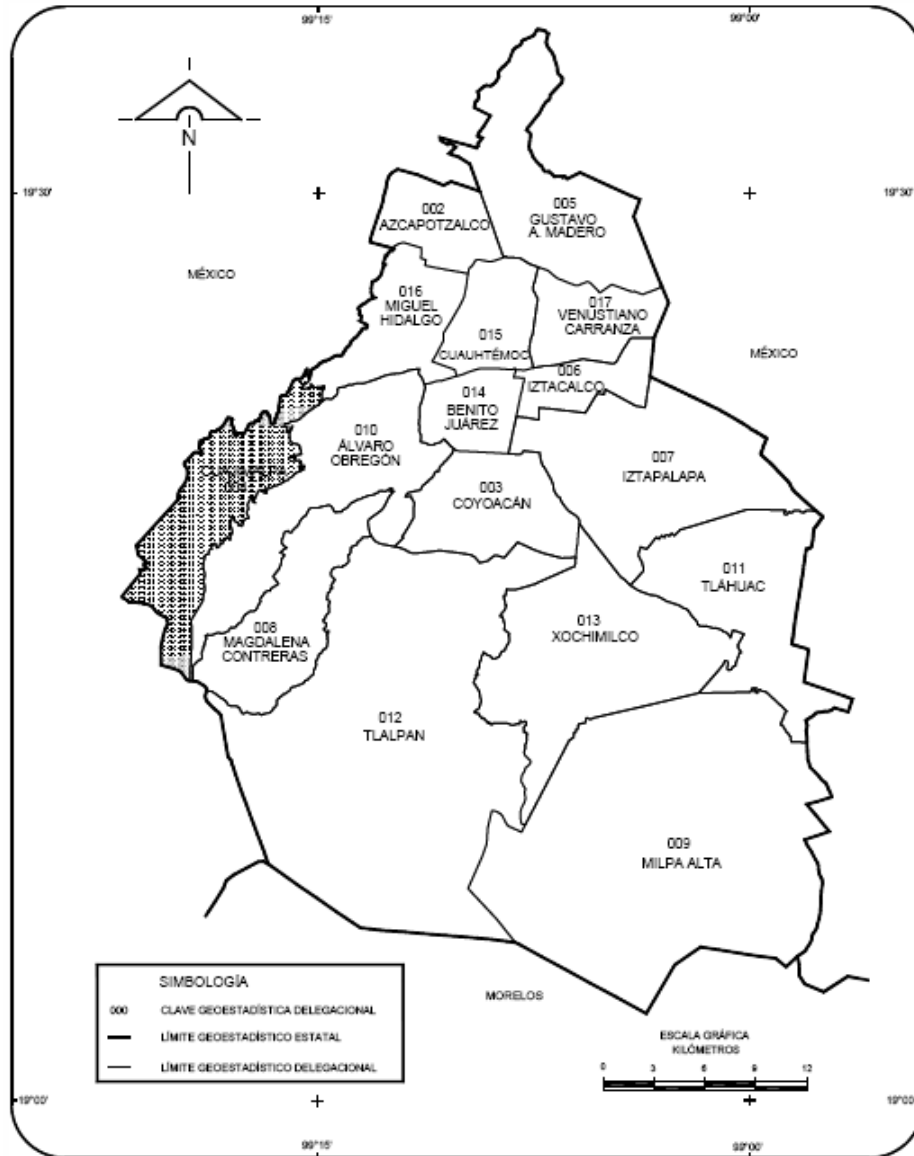 99°15'
99°00'
N
19°30'
19°30'
002
AZCAPOTZALCO
005
GUSTAVO
A. MADERO
MÉXICO
016
MIGUEL
HIDALGO
017
VENUSTIANO
CARRANZA
015
CUAUHTÉMOC
MÉXICO
006
IZTACALCO
014
BENITO
JUÁREZ
010
ÁLVARO
OBREGÓN
007
IZTAPALAPA
003
COYOACÁN
011
TLÁHUAC
013
XOCHIMILCO
008
MAGDALENA
CONTRERAS
012
TLALPAN
009
MILPA ALTA
SIMBOLOGÍA
000 CLAVE GEOESTADÍSTICA DELEGACIONAL
LÍMITE GEOESTADÍSTICO ESTATAL
LÍMITE GEOESTADÍSTICO DELEGACIONAL
MORELOS
ESCALA GRÁFICA
KILÓMETROS
0 3 6 9 12
19°00'
19°00'
99°15'
99°00'